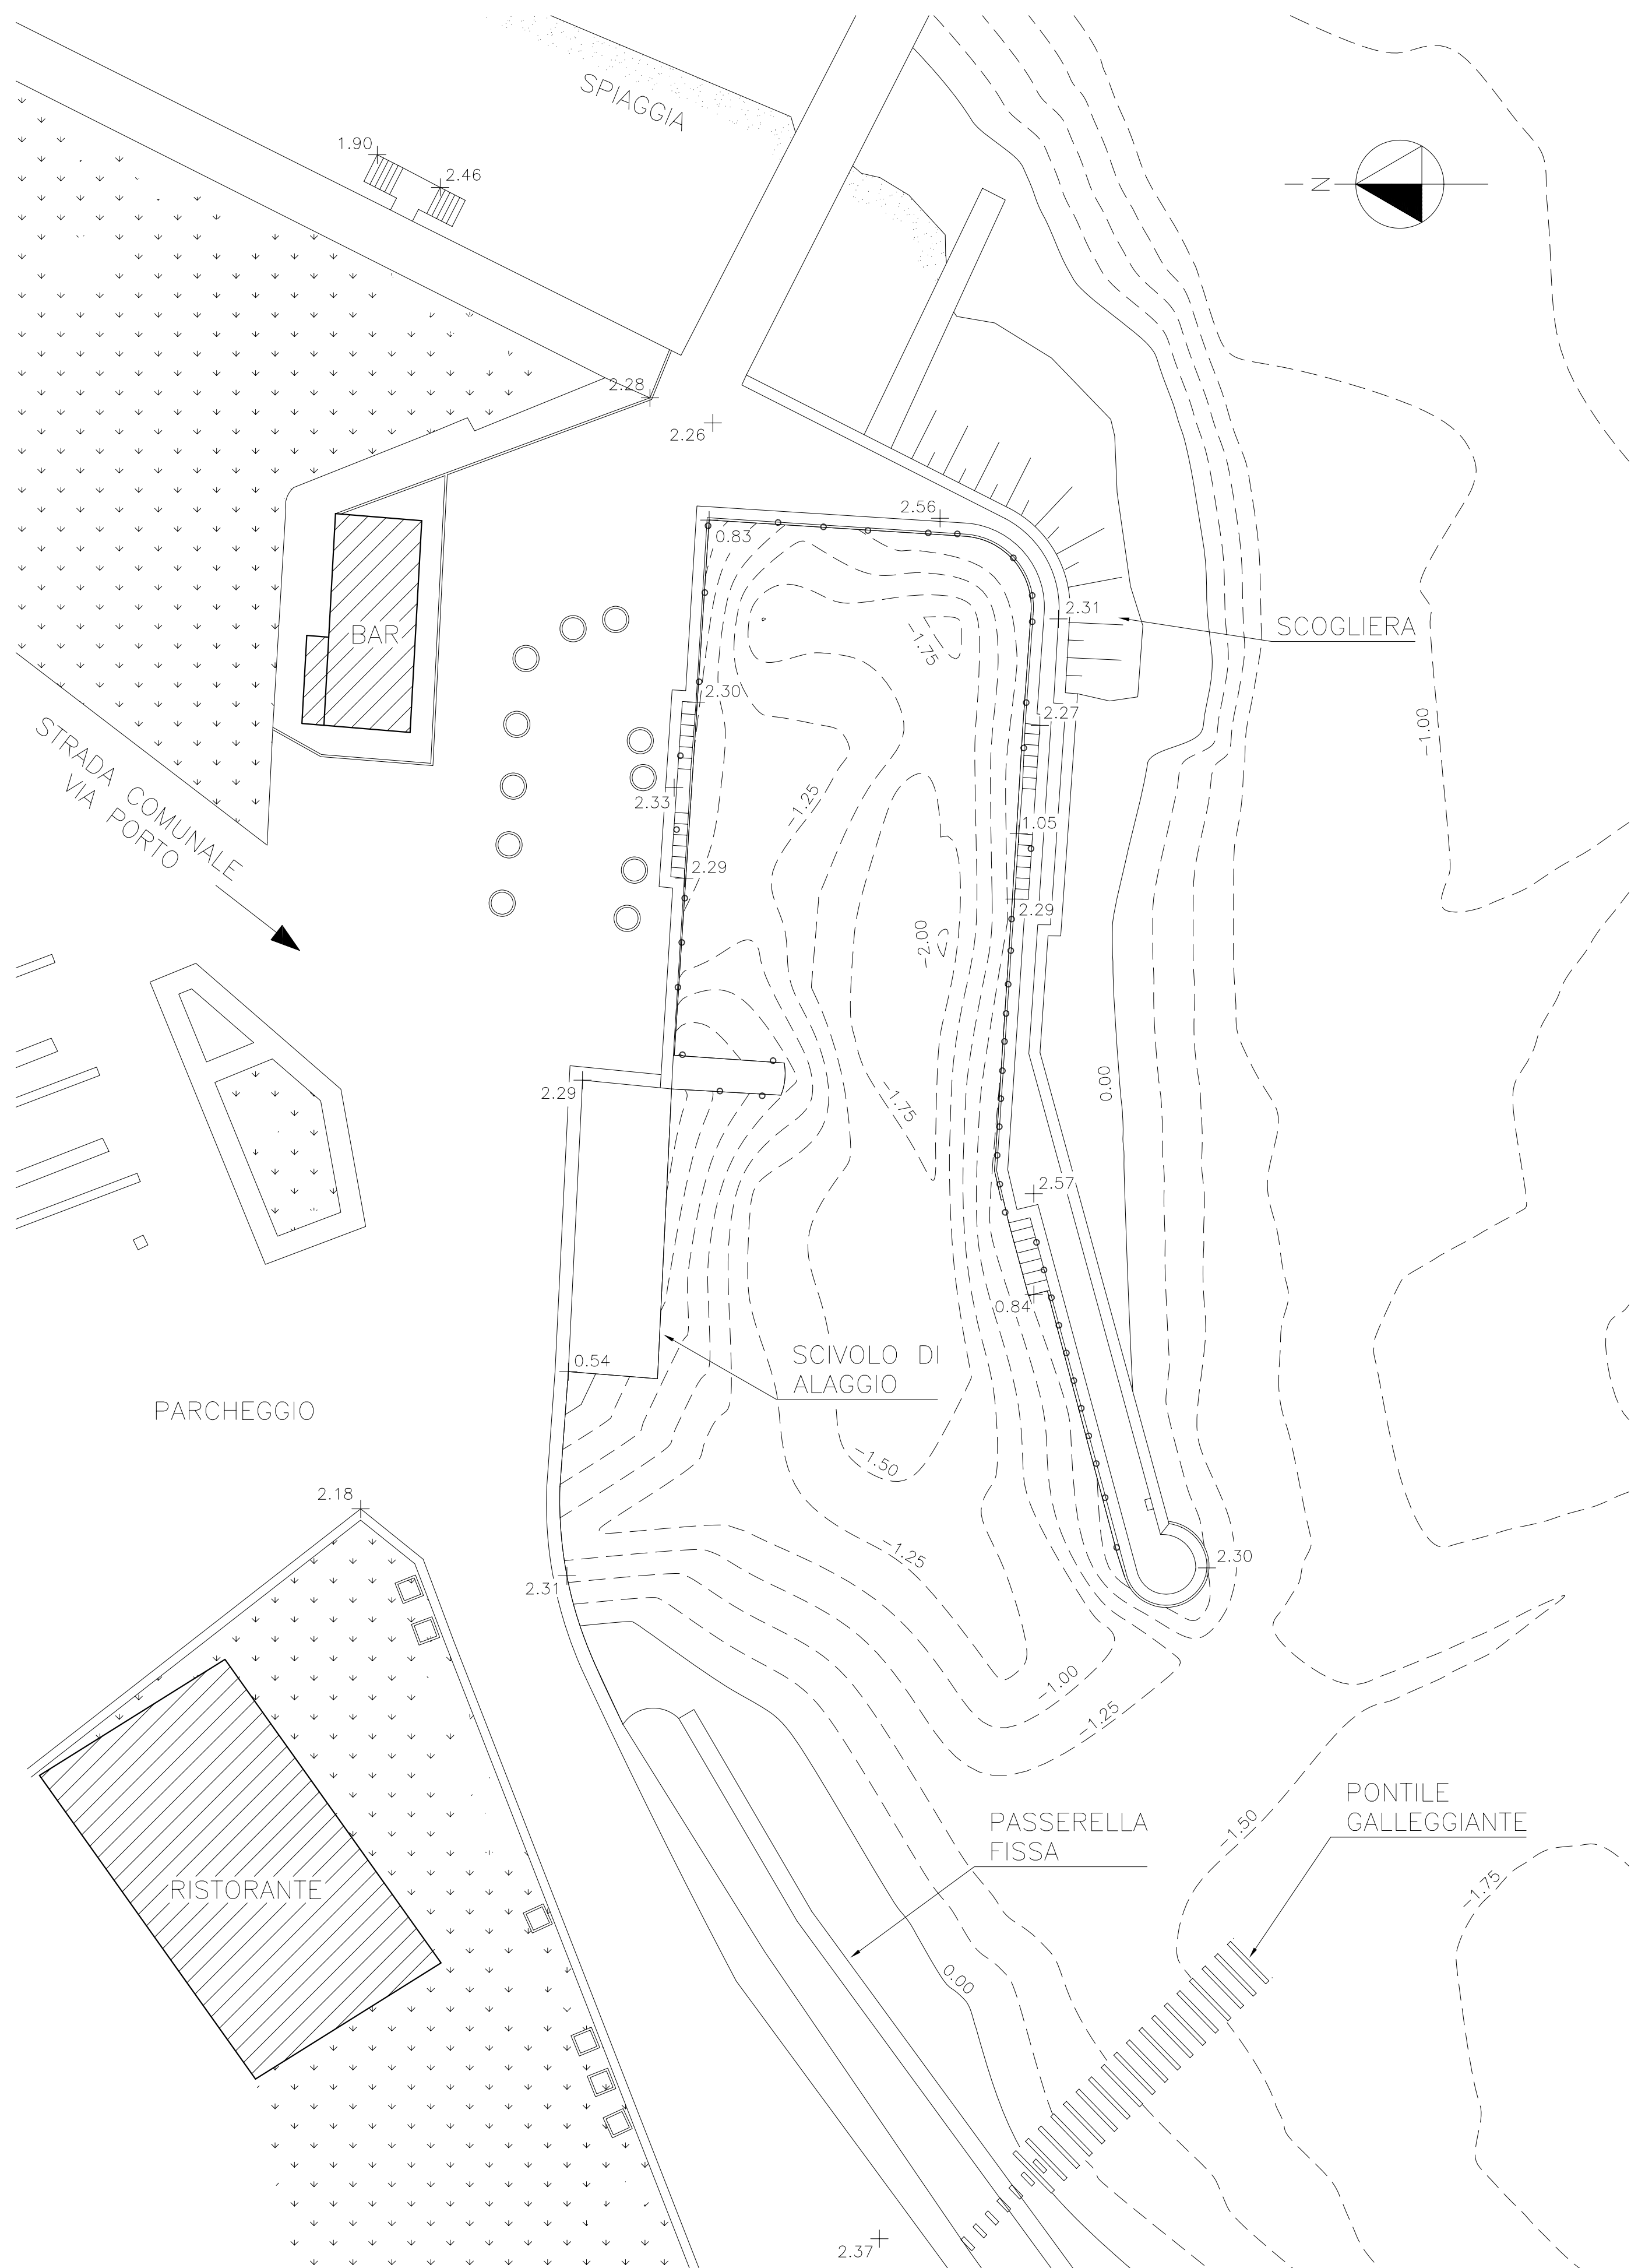 SPIAGGIA
1.90
2.46
N
2.28
2.26
2.56
0.83
BAR
2.31
SCOGLIERA
-1.75
2.30
2.27
-1.00
STRADA COMUNALE
VIA PORTO
2.33
-1.25
1.05
2.29
2.29
-2.00
2.29
-1.75
0.00
2.57
0.84
SCIVOLO DI
ALAGGIO
0.54
PARCHEGGIO
-1.50
2.18
-1.25
2.30
2.31
-1.00
-1.25
PONTILE
GALLEGGIANTE
PASSERELLA
FISSA
-1.50
RISTORANTE
-1.75
0.00
2.37